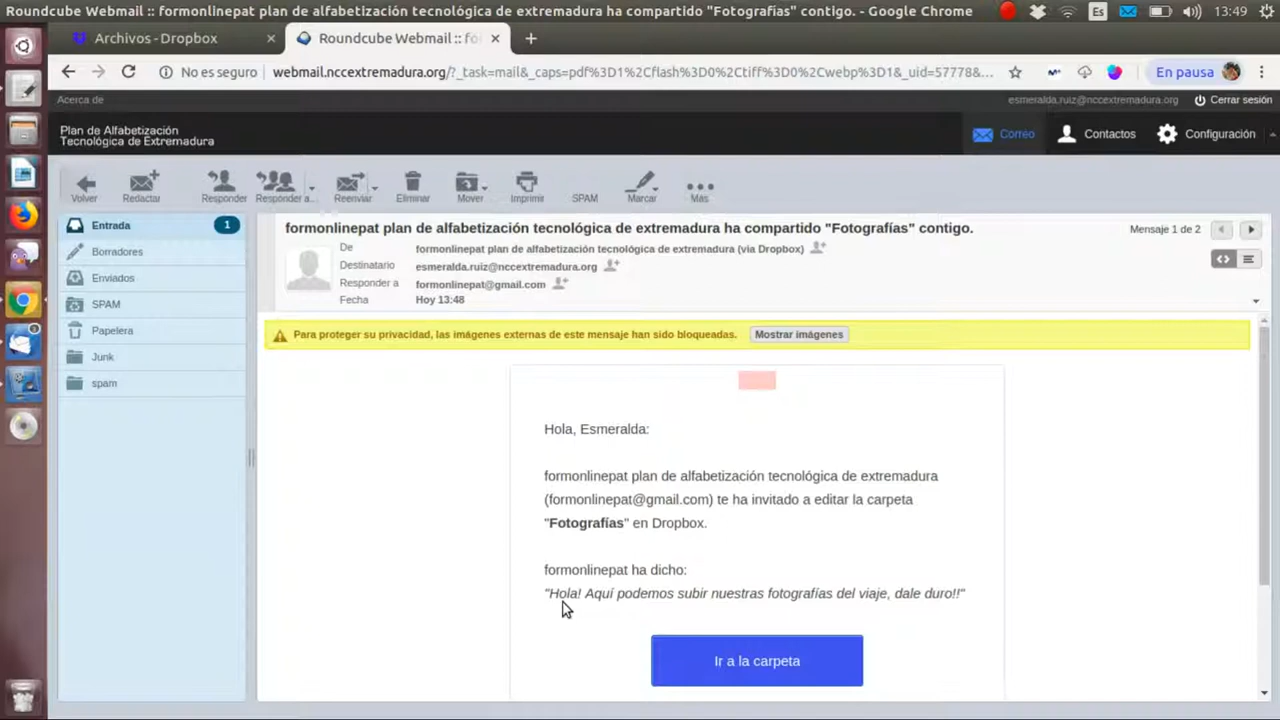 Roundcube Webmail :: formonlinepat plan de alfabetización tecnológica de extremadura ha compartido "Fotografías" contigo. - Google Chrome
Es
13:49
Archivos - Dropbox
Roundcube Webmail :: fo
No es seguro
webmail.nccextremadura.org/?_task=mail&_caps=pdf%3D1%2Cflash%3D0%2Ctiff%3D0%2Cwebp%3D1&_uid=57778&...
En pausa
Acerca de
esmeralda.ruiz@nccextremadura.org
Cerrar sesión
Plan de Alfabetización
Tecnológica de Extremadura
Correo
Contactos
Configuración
Volver
Redactar
Responder
Responder a...
Reenviar
Eliminar
Mover
Imprimir
SPAM
Marcar
Más
Entrada
1
Borradores
Enviados
SPAM
Papelera
Junk
spam
formonlinepat plan de alfabetización tecnológica de extremadura ha compartido "Fotografías" contigo.
Mensaje 1 de 2
De formonlinepat plan de alfabetización tecnológica de extremadura (via Dropbox)
Destinatario esmeralda.ruiz@nccextremadura.org
Responder a formonlinepat@gmail.com
Fecha Hoy 13:48
Para proteger su privacidad, las imágenes externas de este mensaje han sido bloqueadas.
Mostrar imágenes
Hola, Esmeralda:
formonlinepat plan de alfabetización tecnológica de extremadura
(formonlinepat@gmail.com) te ha invitado a editar la carpeta
"Fotografías" en Dropbox.
formonlinepat ha dicho:
"Hola! Aquí podemos subir nuestras fotografías del viaje, dale duro!!"
Ir a la carpeta